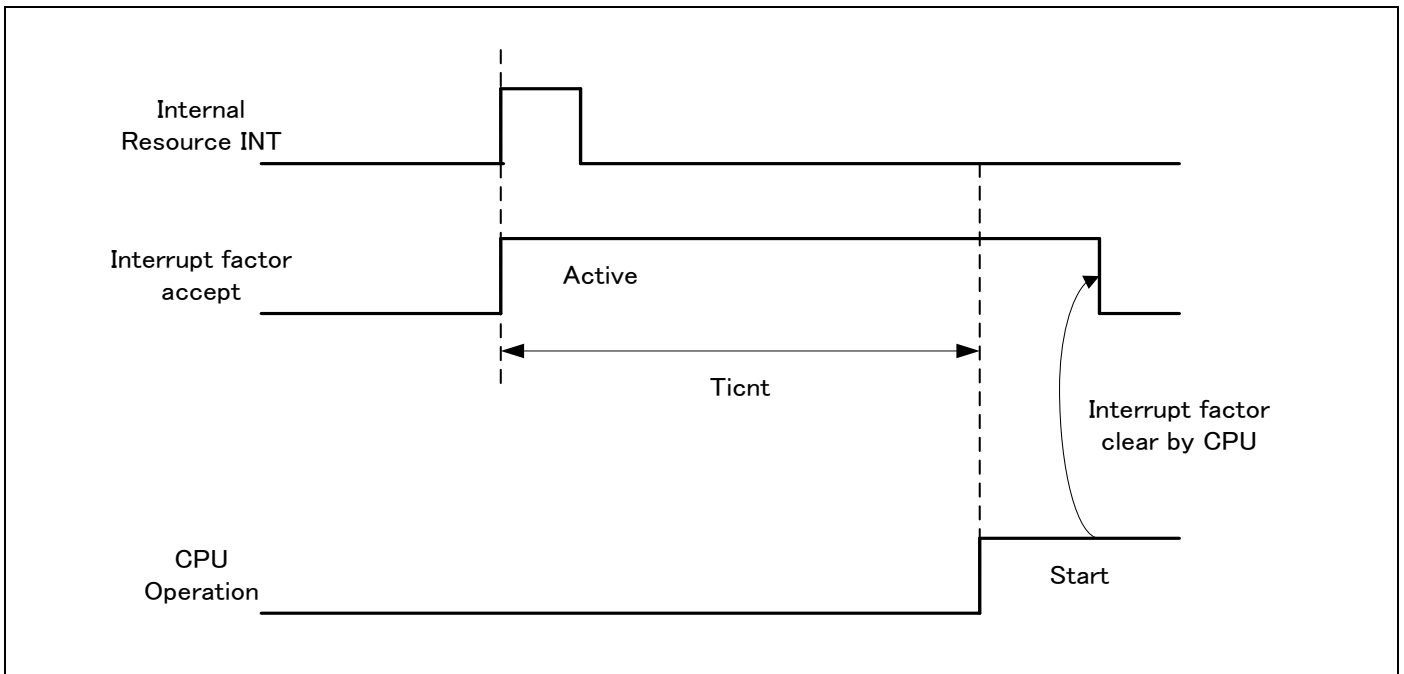 Internal
Resource INT
Interrupt factor
accept
Active
Ticnt
Interrupt factor
clear by CPU
CPU
Operation
Start